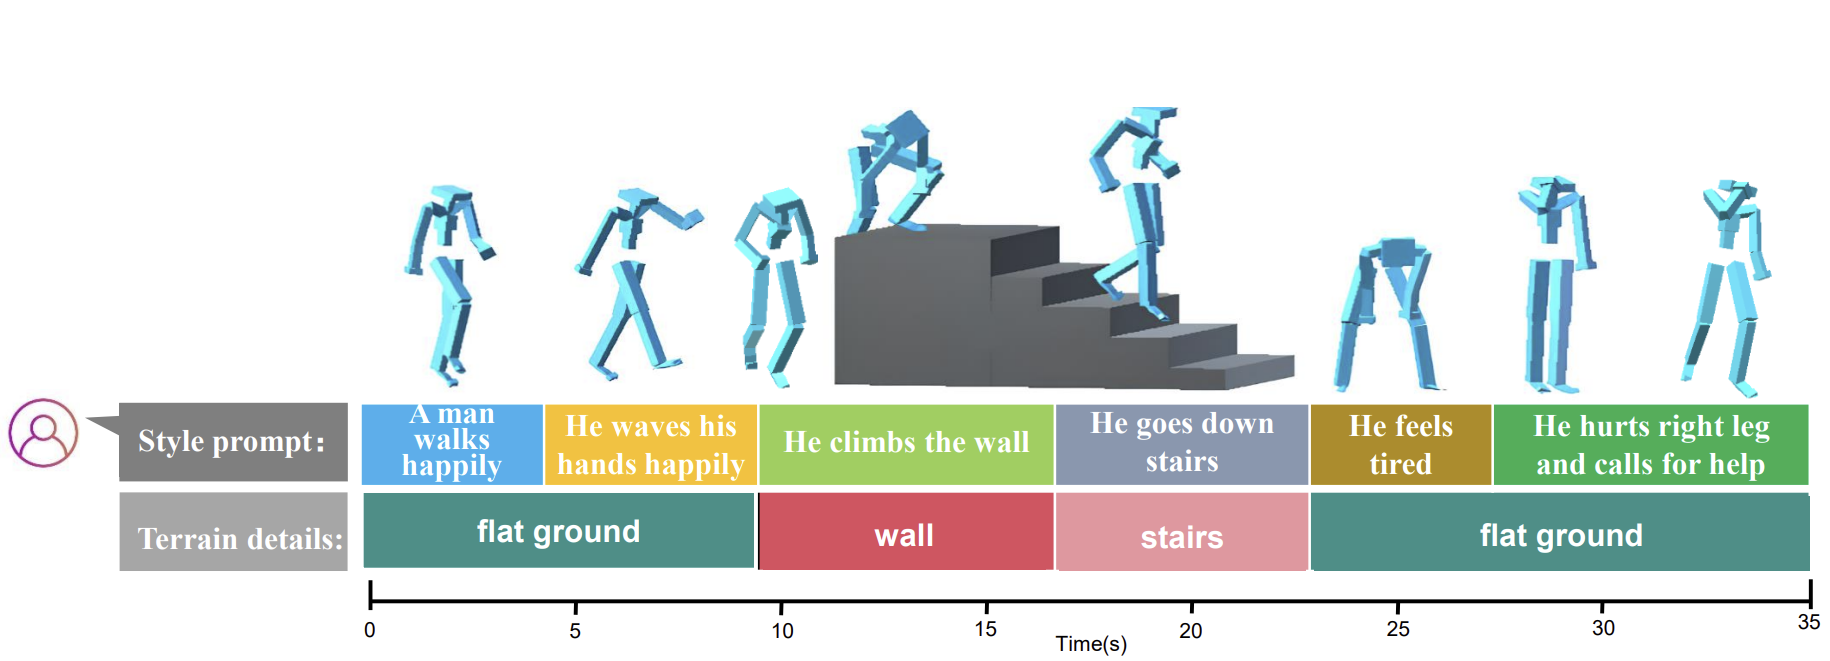 Style prompt：
A man
walks
happily
He waves his
hands happily
He climbs the wall
He goes down
stairs
He feels
tired
He hurts right leg
and calls for help
Terrain details:
flat ground
wall
stairs
flat ground
0
5
10
15
20
25
30
35
Time(s)